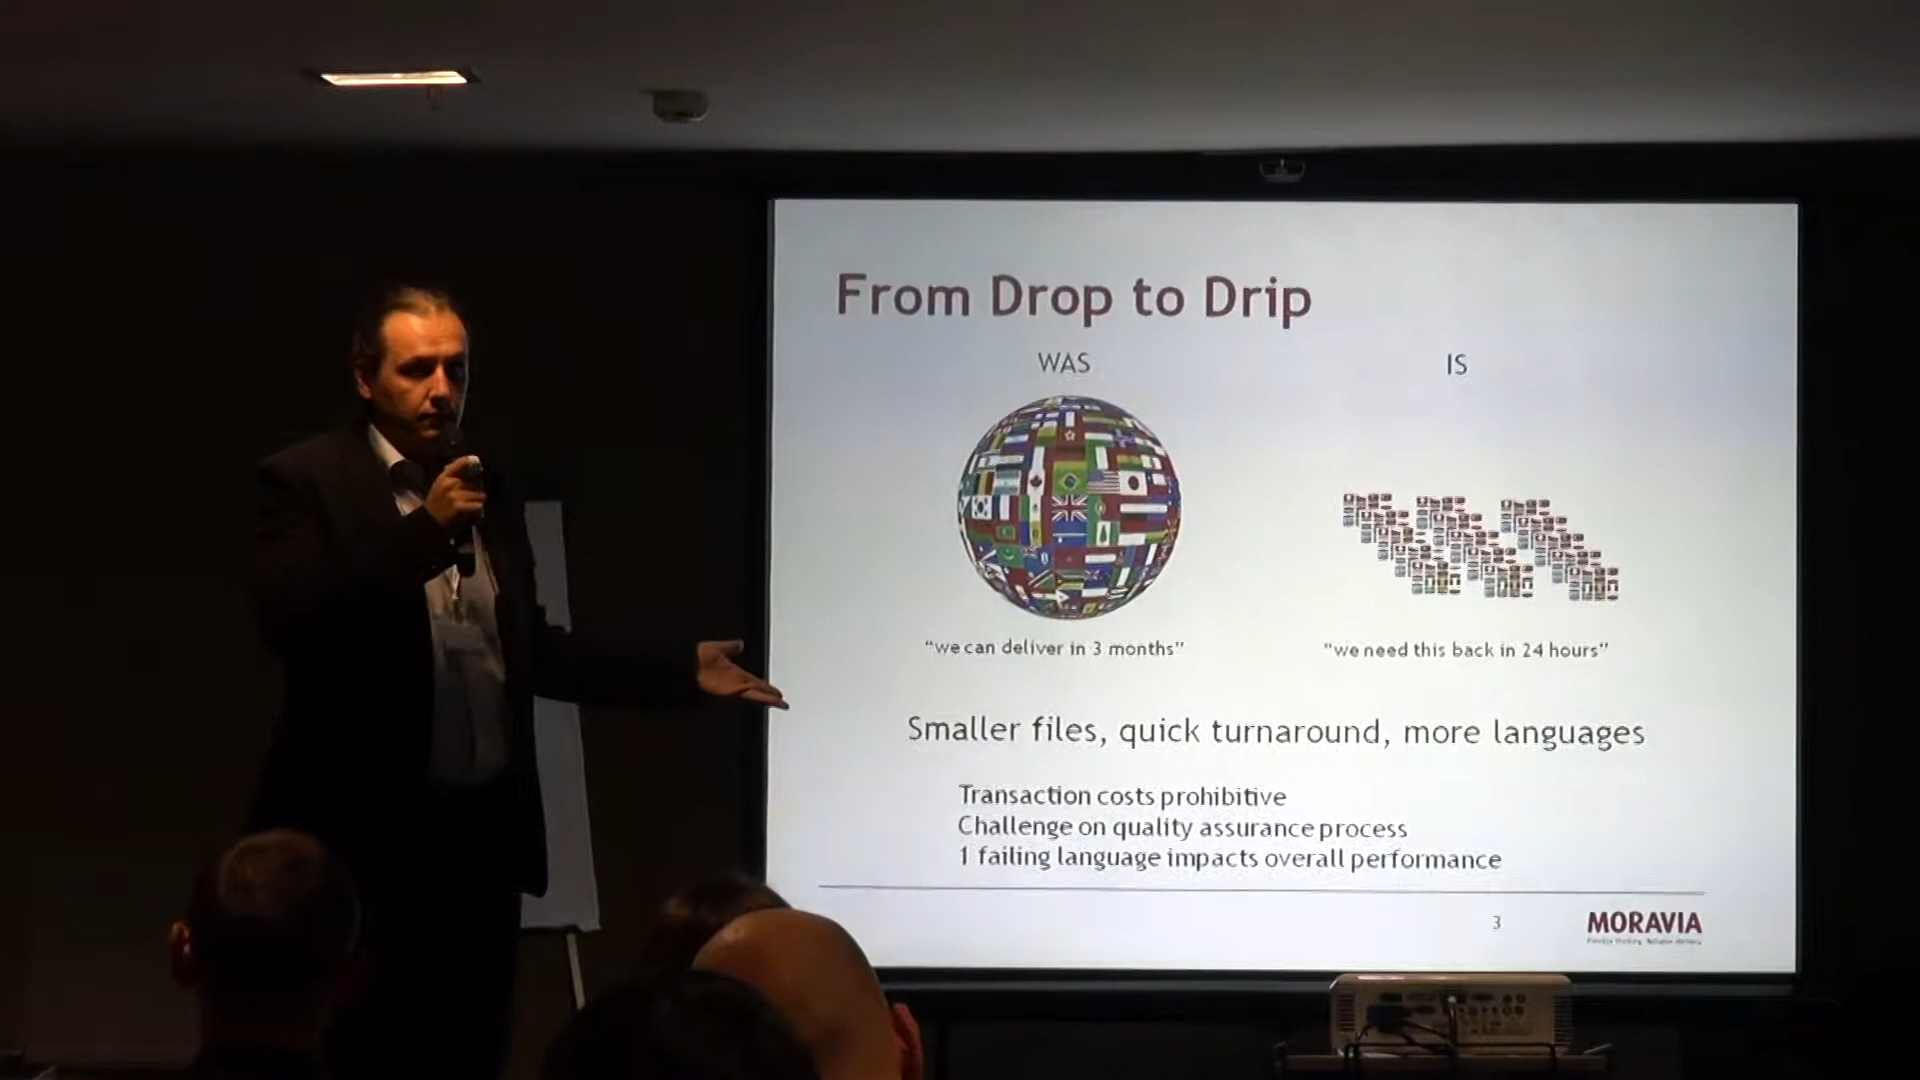 From Drop to Drip
WAS
IS
“we can deliver in 3 months”
“we need this back in 24 hours”
Smaller files, quick turnaround, more languages
Transaction costs prohibitive
Challenge on quality assurance process
1 failing language impacts overall performance
3
MORAVIA